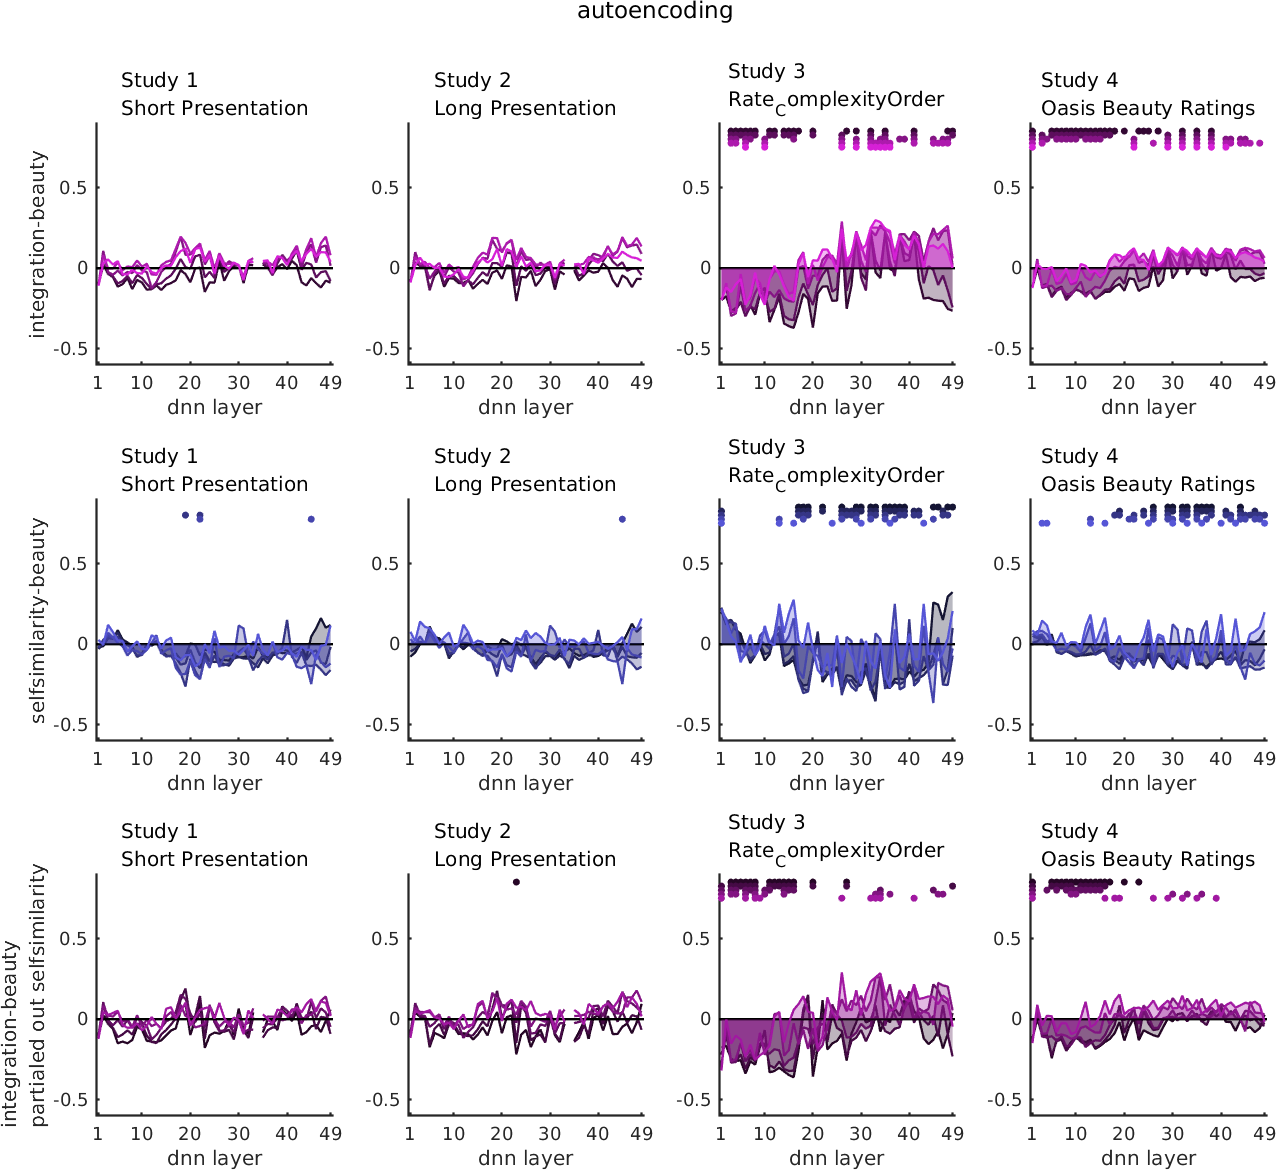 autoencoding
Study 1
Short Presentation
Study 2
Long Presentation
Study 3
Rate_ComplexityOrder
Study 4
Oasis Beauty Ratings
integration-beauty
0.5
0
-0.5
1 10 20 30 40 49
dnn layer
0.5
0
-0.5
1 10 20 30 40 49
dnn layer
0.5
0
-0.5
1 10 20 30 40 49
dnn layer
0.5
0
-0.5
1 10 20 30 40 49
dnn layer
Study 1
Short Presentation
Study 2
Long Presentation
Study 3
Rate_ComplexityOrder
Study 4
Oasis Beauty Ratings
selfsimilarity-beauty
0.5
0
-0.5
1 10 20 30 40 49
dnn layer
0.5
0
-0.5
1 10 20 30 40 49
dnn layer
0.5
0
-0.5
1 10 20 30 40 49
dnn layer
0.5
0
-0.5
1 10 20 30 40 49
dnn layer
Study 1
Short Presentation
Study 2
Long Presentation
Study 3
Rate_ComplexityOrder
Study 4
Oasis Beauty Ratings
integration-beauty
partialed out selfsimilarity
0.5
0
-0.5
1 10 20 30 40 49
dnn layer
0.5
0
-0.5
1 10 20 30 40 49
dnn layer
0.5
0
-0.5
1 10 20 30 40 49
dnn layer
0.5
0
-0.5
1 10 20 30 40 49
dnn layer